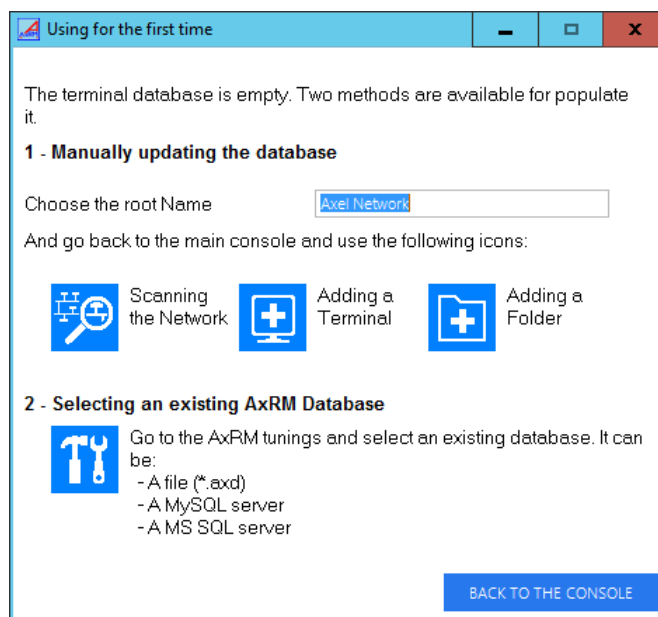 Using for the first time
The terminal database is empty. Two methods are available for populate
it.
1 - Manually updating the database
Choose the root Name
Axel Network
And go back to the main console and use the following icons:
Scanning
the Network
Adding a
Terminal
Adding a
Folder
2 - Selecting an existing AxRM Database
Go to the AxRM tunings and select an existing database. It can
be:
- A file (*.axd)
- A MySQL server
- A MS SQL server
BACK TO THE CONSOLE